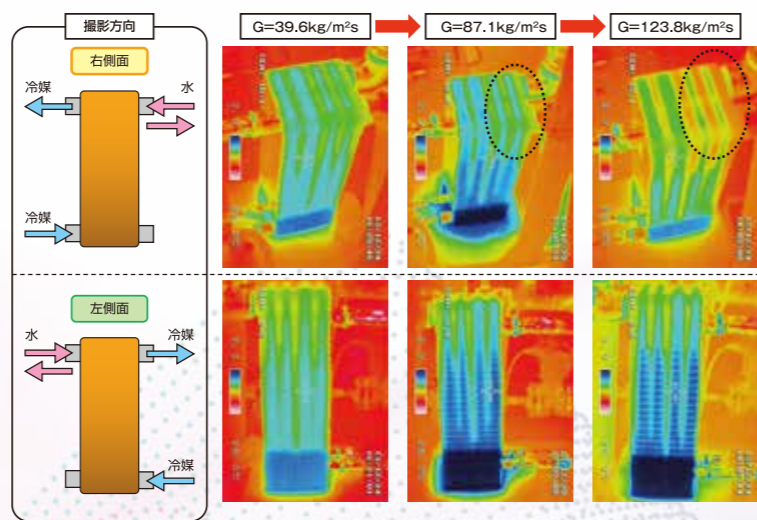 撮影方向
G=39.6kg/m²s
G=87.1kg/m²s
G=123.8kg/m²s
右側面
冷媒
水
冷媒
左側面
水
冷媒
冷媒